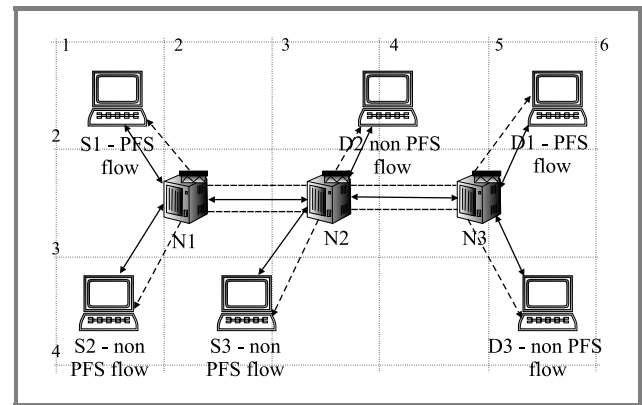 1 2 3 4 5 6
S1 - PFS
flow
D2 non PFS
flow
D1 - PFS
flow
2
N1 N2 N3
3
S2 - non
PFS flow
S3 - non
PFS flow
D3 - non PFS
flow
4